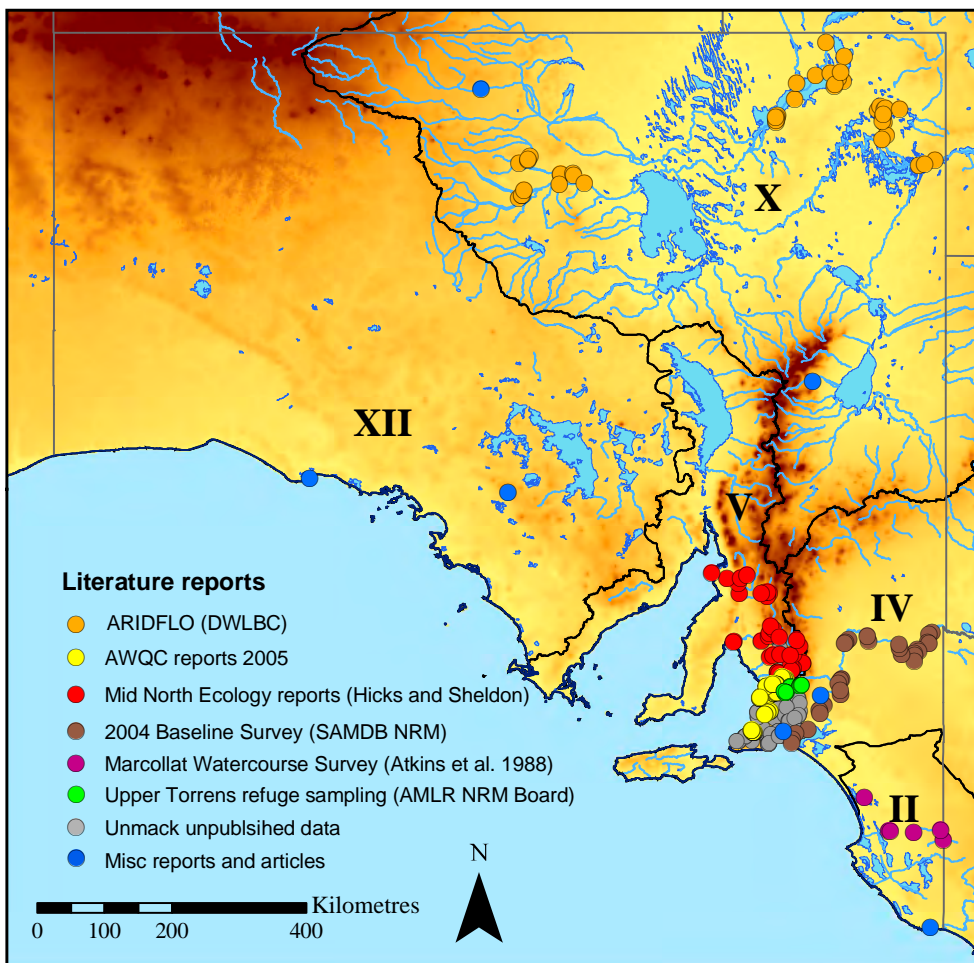 X
XII
V
IV
II
Literature reports
ARIDFLO (DWLBC)
AWQC reports 2005
Mid North Ecology reports (Hicks and Sheldon)
2004 Baseline Survey (SAMDB NRM)
Marcollat Watercourse Survey (Atkins et al. 1988)
Upper Torrens refuge sampling (AMLR NRM Board)
Unmack unpublsihed data
Misc reports and articles
N
Kilometres
0 100 200 400